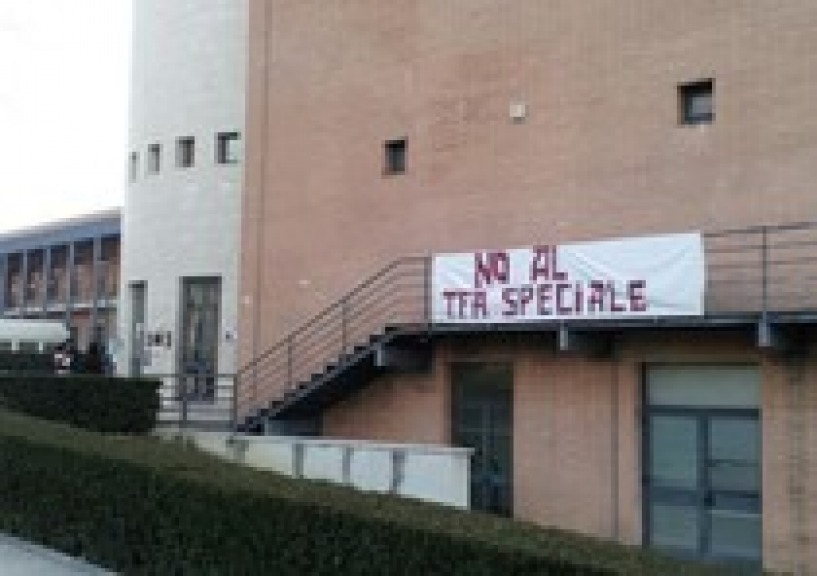 NO AL
TFA SPECIALE